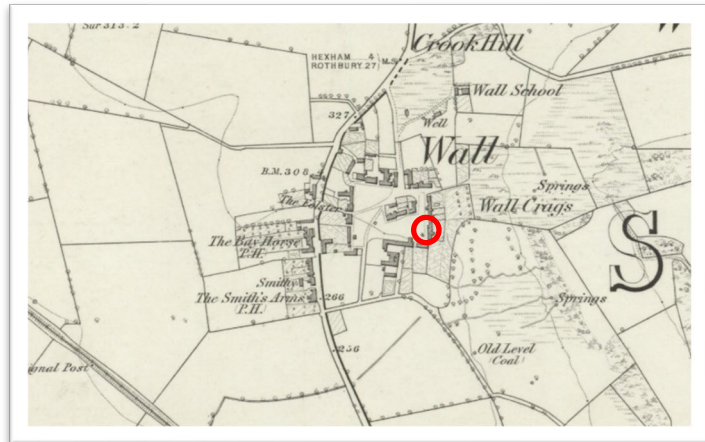 Sur 313.2
Crook Hill
HEXHAM 4
ROTHBURY 27
M.S.
Wall School
327
Well
Wall
B.M. 308
Springs
The Folster
Wall Crags
The Bay Horse
P.H.
S
Smithy
The Smith's Arms
(P.H.)
266
Springs
256
Old Level
(Coal)
Signal Post